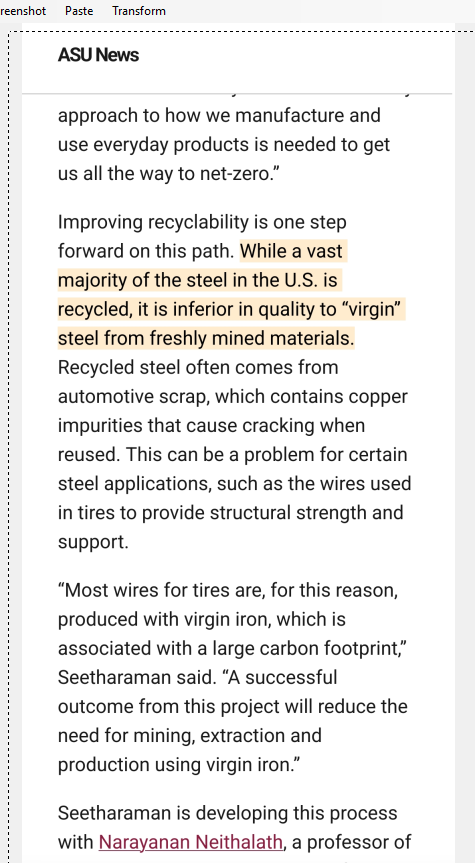 reenshot Paste Transform
ASU News
approach to how we manufacture and
use everyday products is needed to get
us all the way to net-zero.”
Improving recyclability is one step
forward on this path. While a vast
majority of the steel in the U.S. is
recycled, it is inferior in quality to “virgin”
steel from freshly mined materials.
Recycled steel often comes from
automotive scrap, which contains copper
impurities that cause cracking when
reused. This can be a problem for certain
steel applications, such as the wires used
in tires to provide structural strength and
support.
“Most wires for tires are, for this reason,
produced with virgin iron, which is
associated with a large carbon footprint,”
Seetharaman said. “A successful
outcome from this project will reduce the
need for mining, extraction and
production using virgin iron.”
Seetharaman is developing this process
with Narayanan Neithalath, a professor of